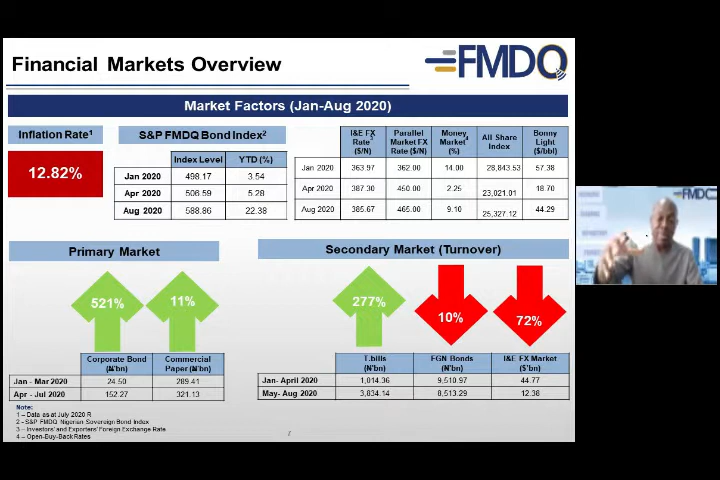 Financial Markets Overview
FMDQ
Market Factors (Jan-Aug 2020)
Inflation Rate1
12.82%
S&P FMDQ Bond Index2
Index Level YTD (%)
Jan 2020 498.17 3.54
Apr 2020 506.59 5.28
Aug 2020 588.86 22.38
I&E FX Rate3 ($/N) Parallel Market FX Rate ($/N) Money Market4 (%) All Share Index Bonny Light ($/bbl)
Jan 2020 363.97 362.00 14.00 28,843.53 57.38
Apr 2020 387.30 450.00 2.25 23,021.01 18.70
Aug 2020 385.67 465.00 9.10 25,327.12 44.29
Primary Market
521% 11%
Corporate Bond (₦'bn) Commercial Paper (₦'bn)
Jan - Mar 2020 24.50 289.41
Apr - Jul 2020 152.27 321.13
Secondary Market (Turnover)
277% 10% 72%
T.bills (N'bn) FGN Bonds (N'bn) I&E FX Market ($'bn)
Jan- April 2020 1,014.36 9,510.97 44.77
May- Aug 2020 3,834.14 8,513.29 12.38
Note:
1 – Data as at July 2020 R
2 - S&P FMDQ Nigerian Sovereign Bond Index
3 – Investors' and Exporters' Foreign Exchange Rate
4 – Open-Buy-Back Rates
7
FMDQ